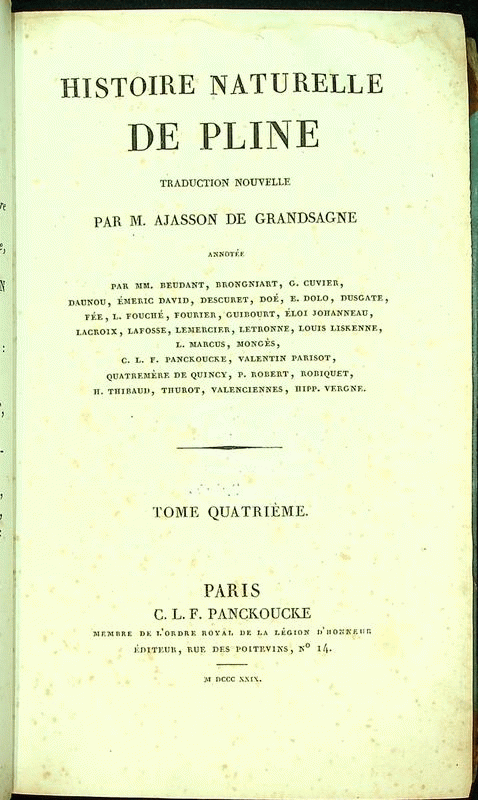 HISTOIRE NATURELLE
DE PLINE
TRADUCTION NOUVELLE
PAR M. AJASSON DE GRANDSAGNE
ANNOTÉE
PAR MM. BEUDANT, BRONGNIART, G. CUVIER,
DAUNOU, ÉMERIC DAVID, DESCURET, DOÉ, E. DOLO, DUSGATE,
FÉE, L. FOUCHÉ, FOURIER, GUIBOURT, ÉLOI JOHANNEAU,
LACROIX, LAFOSSE, LEMERCIER, LETRONNE, LOUIS LISKENNE,
L. MARCUS, MONGÈS,
C. L. F. PANCKOUCKE, VALENTIN PARISOT,
QUATREMÈRE DE QUINCY, P. ROBERT, ROBIQUET,
H. THIBAUD, THUROT, VALENCIENNES, HIPP. VERGNE.
TOME QUATRIÈME.
PARIS
C. L. F. PANCKOUCKE
MEMBRE DE L'ORDRE ROYAL DE LA LÉGION D'HONNEUR
ÉDITEUR, RUE DES POITEVINS, Nº 14.
M DCCC XXIX.